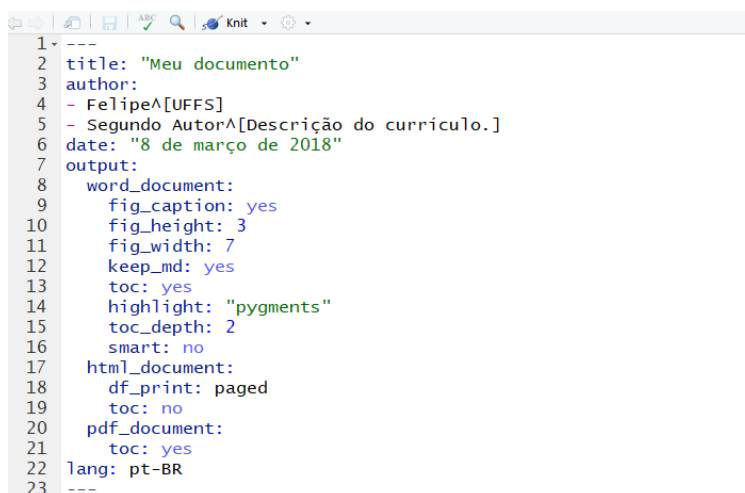 ABC Knit
1 ---
2 title: "Meu documento"
3 author:
4 - Felipe^[UFFS]
5 - Segundo Autor^[Descrição do currículo.]
6 date: "8 de março de 2018"
7 output:
8   word_document:
9     fig_caption: yes
10     fig_height: 3
11     fig_width: 7
12     keep_md: yes
13     toc: yes
14     highlight: "pygments"
15     toc_depth: 2
16     smart: no
17   html_document:
18     df_print: paged
19     toc: no
20   pdf_document:
21     toc: yes
22 lang: pt-BR
23 ---